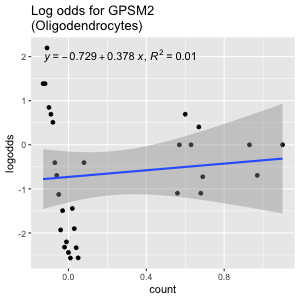 Log odds for GPSM2
(Oligodendrocytes)
y = −0.729 + 0.378 x, R² = 0.01
2
1
0
-1
-2
logodds
0.0 0.4 0.8
count